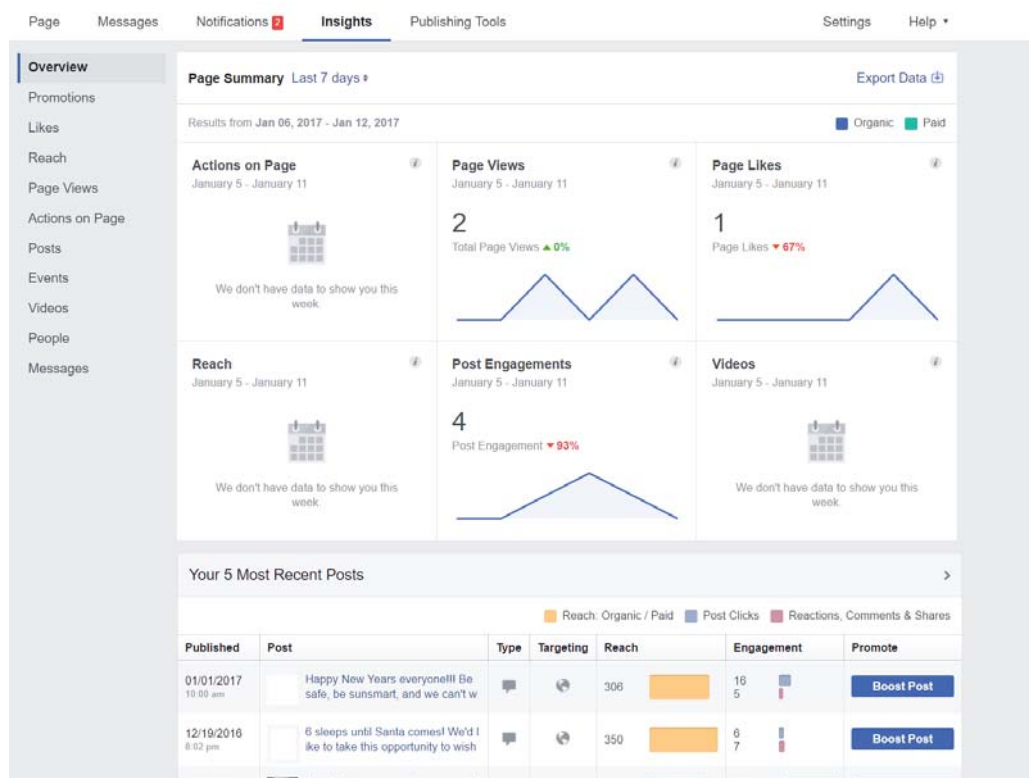 Page Messages Notifications 2 Insights Publishing Tools Settings Help
Overview
Promotions
Likes
Reach
Page Views
Actions on Page
Posts
Events
Videos
People
Messages
Page Summary Last 7 days Export Data
Results from Jan 06, 2017 - Jan 12, 2017 Organic Paid
Actions on Page
January 5 - January 11
We don't have data to show you this
week.
Page Views
January 5 - January 11
2
Total Page Views 0%
Page Likes
January 5 - January 11
1
Page Likes 67%
Reach
January 5 - January 11
We don't have data to show you this
week.
Post Engagements
January 5 - January 11
4
Post Engagement 93%
Videos
January 5 - January 11
We don't have data to show you this
week.
Your 5 Most Recent Posts
Reach: Organic / Paid Post Clicks Reactions, Comments & Shares
Published Post Type Targeting Reach Engagement Promote
01/01/2017
10:00 am
Happy New Years everyone!!! Be
safe, be sunsmart, and we can't w
306
16
5
Boost Post
12/19/2016
8:02 pm
6 sleeps until Santa comes! We'd l
ike to take this opportunity to wish
350
6
7
Boost Post